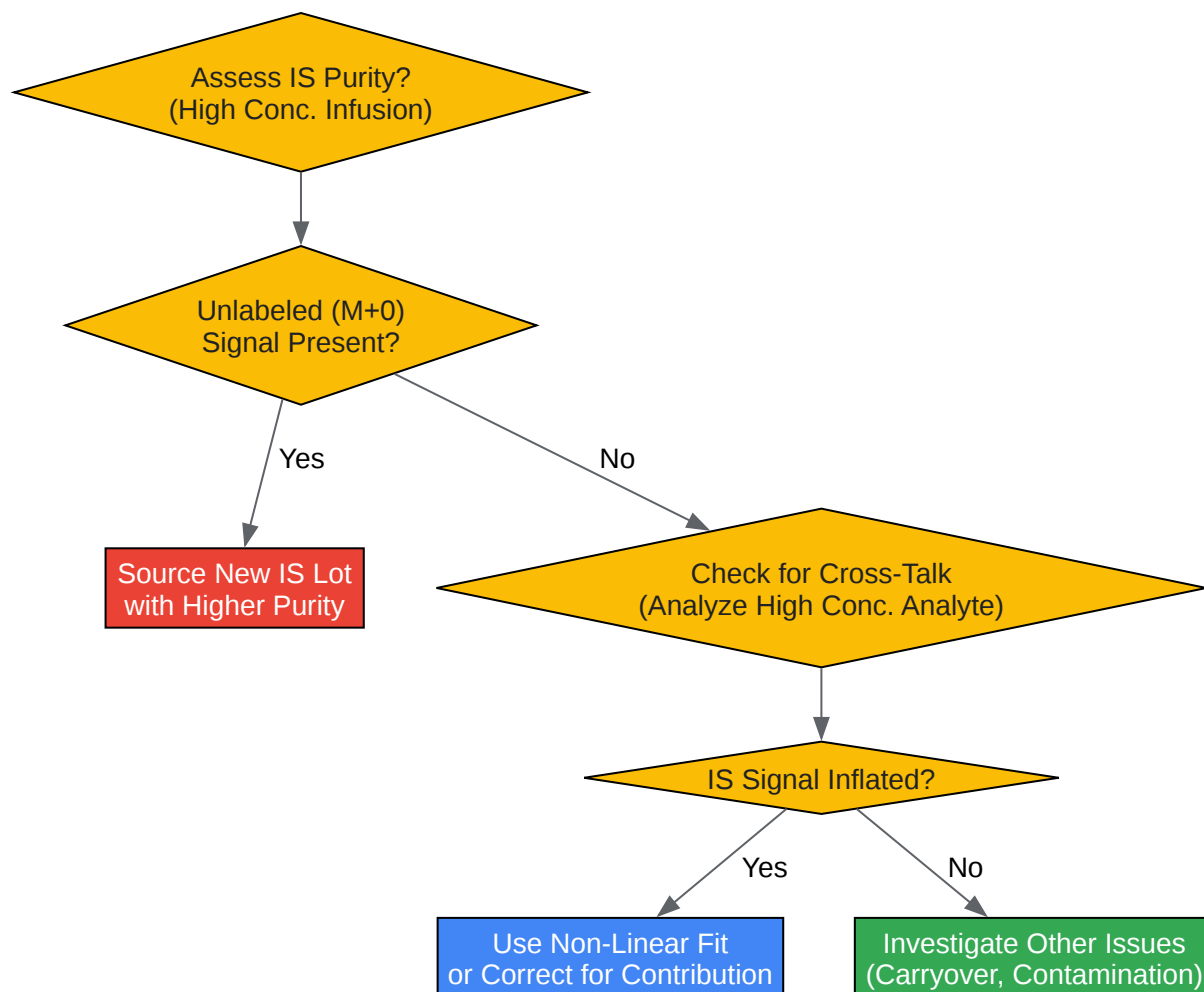 Assess IS Purity?
(High Conc. Infusion)
Unlabeled (M+0)
Signal Present?
Yes
No
Source New IS Lot
with Higher Purity
Check for Cross-Talk
(Analyze High Conc. Analyte)
IS Signal Inflated?
Yes
No
Use Non-Linear Fit
or Correct for Contribution
Investigate Other Issues
(Carryover, Contamination)